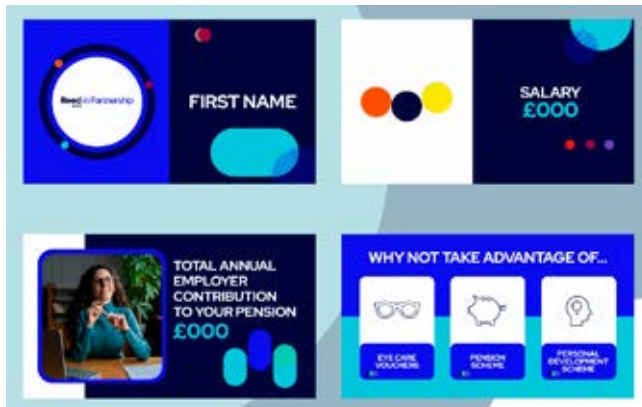 Reed in Partnership
FIRST NAME
SALARY
£000
TOTAL ANNUAL
EMPLOYER
CONTRIBUTION
TO YOUR PENSION
£000
WHY NOT TAKE ADVANTAGE OF...
EYE CARE
VOUCHERS
PENSION
SCHEME
PERSONAL
DEVELOPMENT
SCHEME